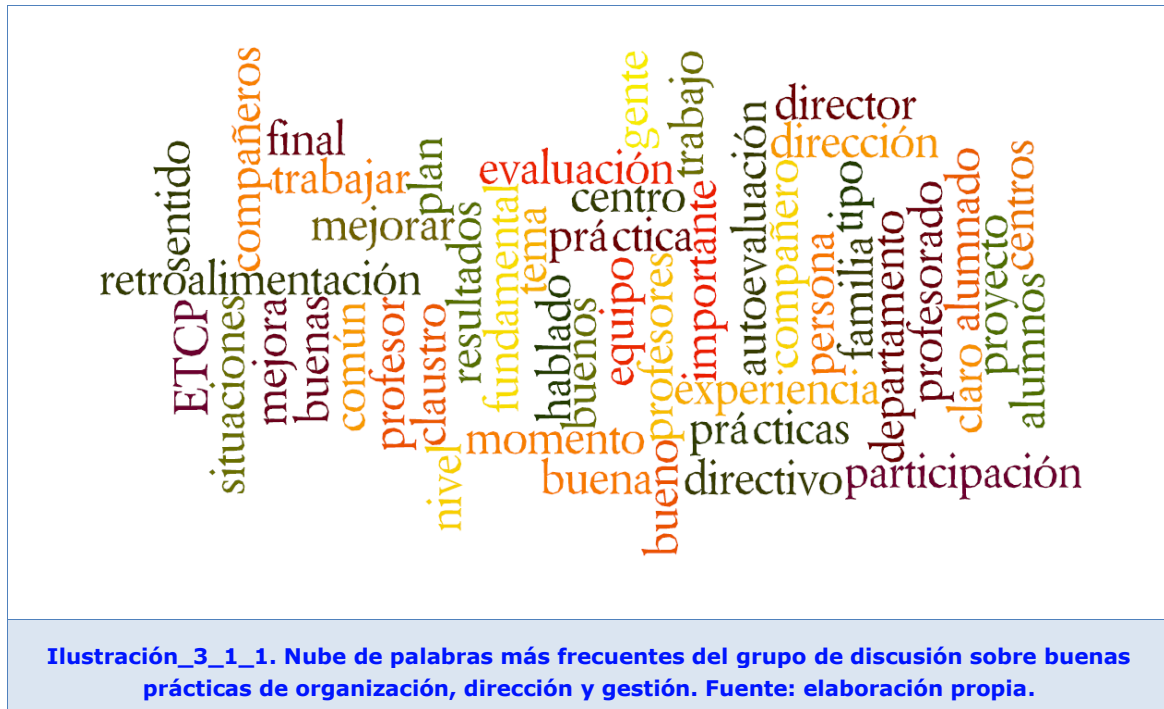 compañeros
gente
trabajo
director
final
sentido
trabajar
plan
evaluación
autoevaluación
dirección
centro
compañero
tipo
mejorar
resultados
fundamental
tema
práctica
importante
persona
familia
departamento
profesorado
claro
alumnado
proyecto
centros
retroalimentación
ETCP
situaciones
mejora
buenas
común
profesor
claustro
hablado
buenos
equipo
profesores
experiencia
alumnos
nivel
momento
prácticas
buena
bueno
directivo
participación
Ilustración_3_1_1. Nube de palabras más frecuentes del grupo de discusión sobre buenas
prácticas de organización, dirección y gestión. Fuente: elaboración propia.